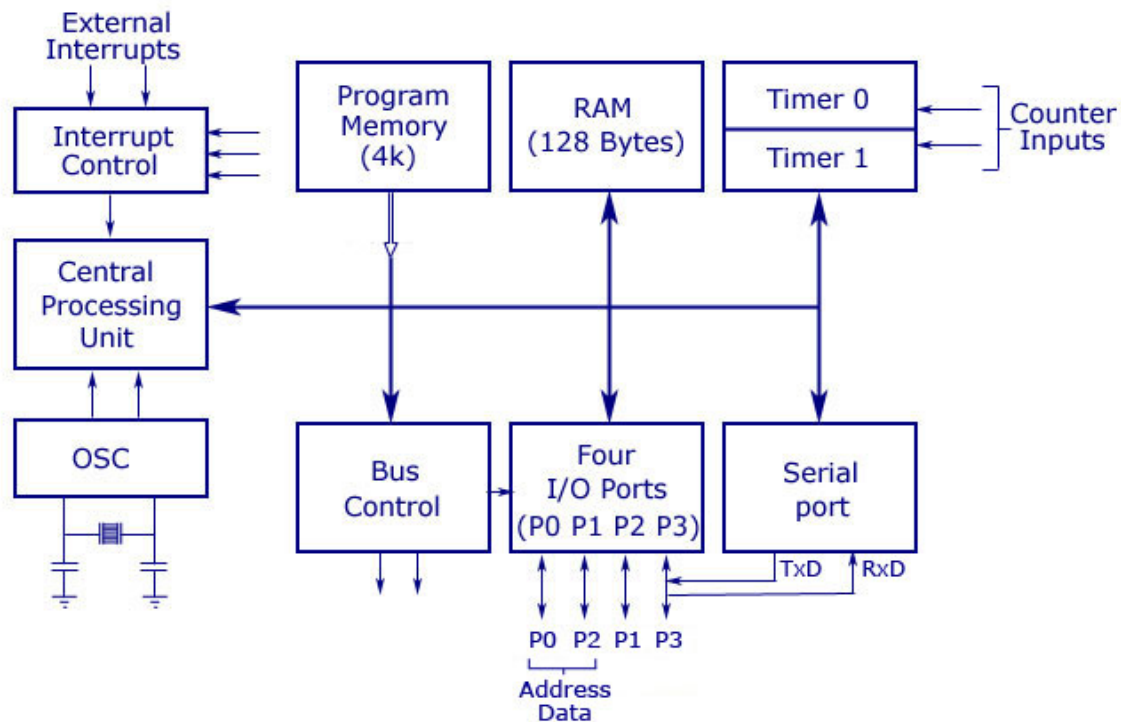 External
Interrupts
Interrupt
Control
Program
Memory
(4k)
RAM
(128 Bytes)
Timer 0
Timer 1
Counter
Inputs
Central
Processing
Unit
OSC
Bus
Control
Four
I/O Ports
(P0 P1 P2 P3)
Serial
port
TxD
RxD
P0
P2
P1
P3
Address
Data